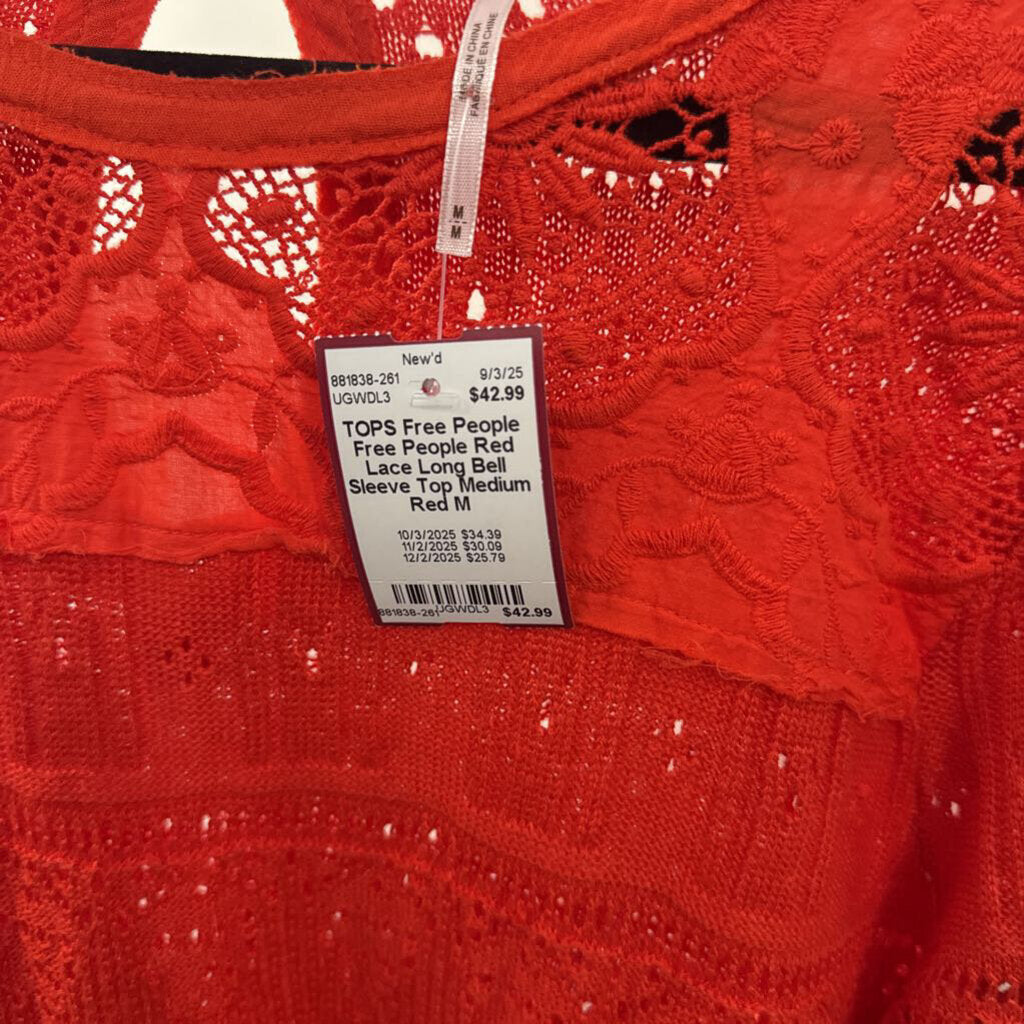 MADE IN CHINA
FABRIQUÉ EN CHINE
M
M
New'd
881838-261 9/3/25
UGWDL3 $42.99
TOPS Free People
Free People Red
Lace Long Bell
Sleeve Top Medium
Red M
10/3/2025 $34.39
11/2/2025 $30.09
12/2/2025 $25.79
881838-261 UGWDL3 $42.99